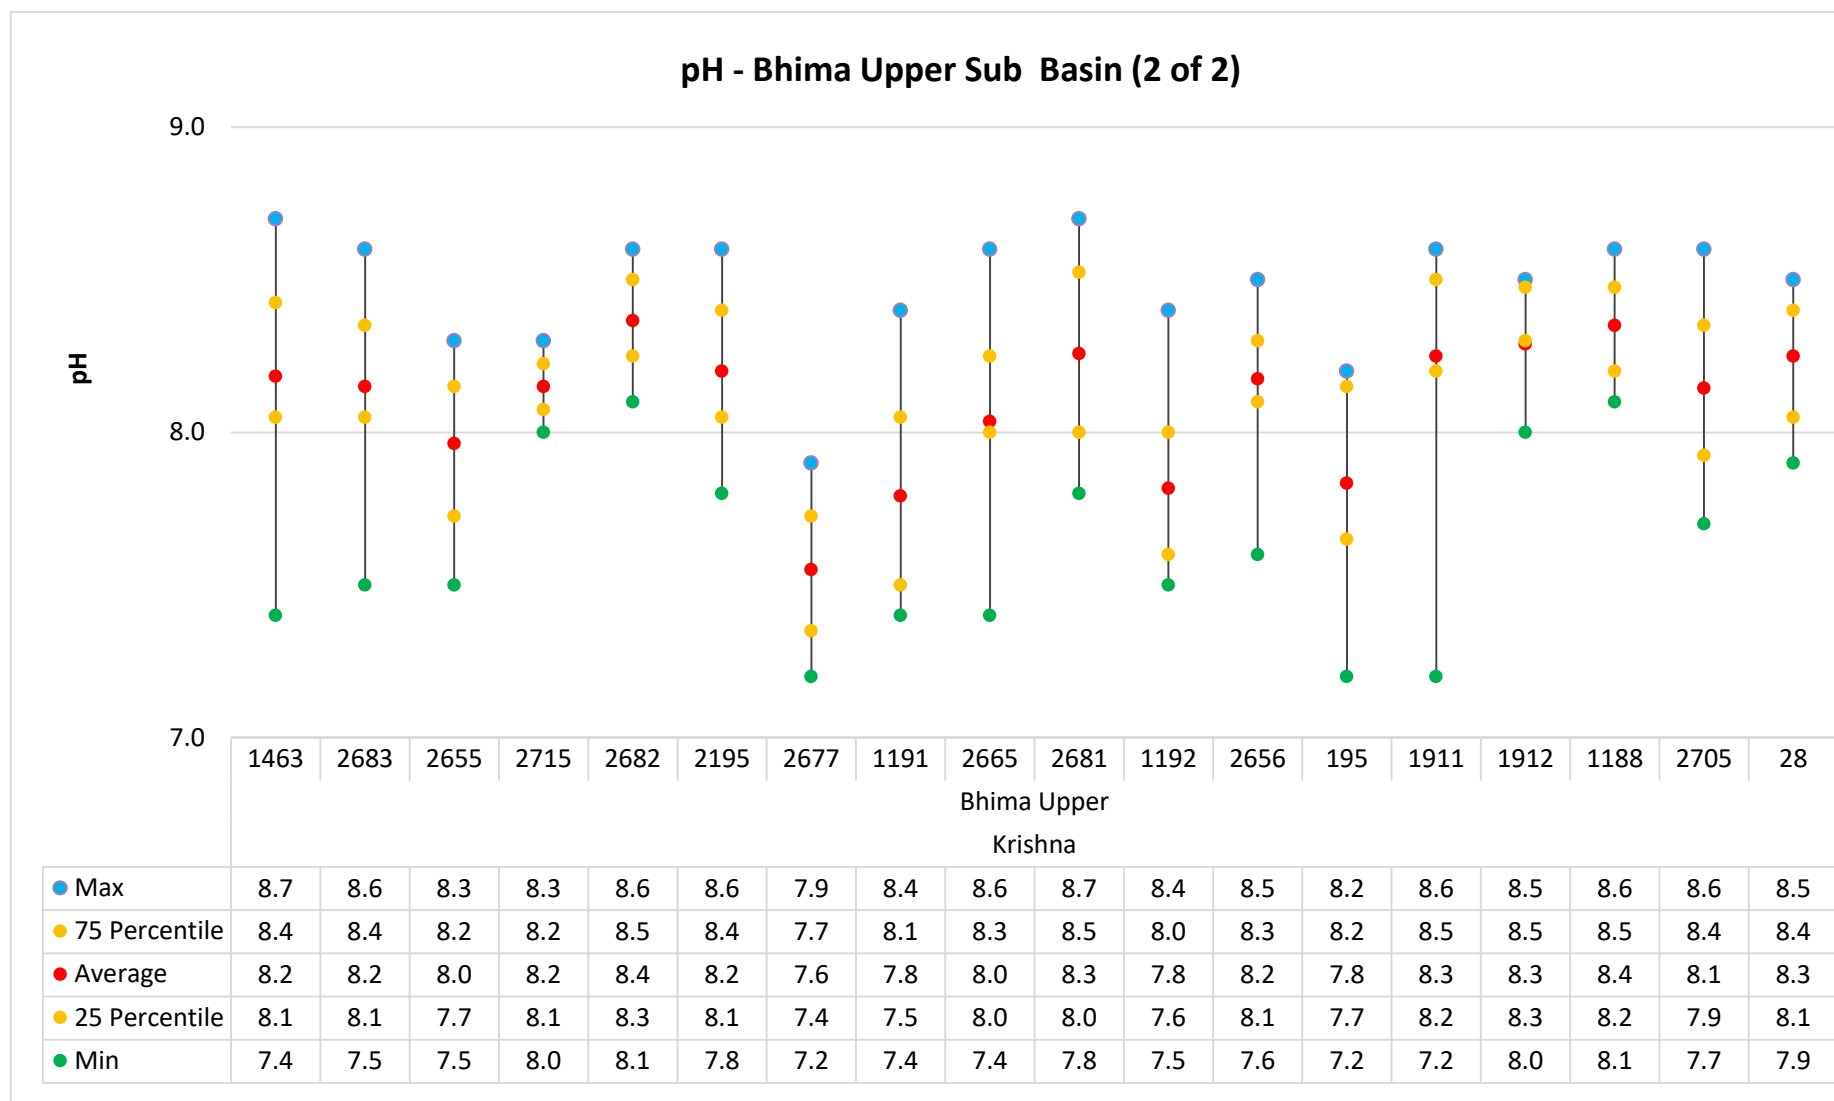 pH - Bhima Upper Sub  Basin (2 of 2)
9.0
8.0
7.0
pH
1463 2683 2655 2715 2682 2195 2677 1191 2665 2681 1192 2656 195 1911 1912 1188 2705 28
Bhima Upper
Krishna
Max 8.7 8.6 8.3 8.3 8.6 8.6 7.9 8.4 8.6 8.7 8.4 8.5 8.2 8.6 8.5 8.6 8.6 8.5
75 Percentile 8.4 8.4 8.2 8.2 8.5 8.4 7.7 8.1 8.3 8.5 8.0 8.3 8.2 8.5 8.5 8.5 8.4 8.4
Average 8.2 8.2 8.0 8.2 8.4 8.2 7.6 7.8 8.0 8.3 7.8 8.2 7.8 8.3 8.3 8.4 8.1 8.3
25 Percentile 8.1 8.1 7.7 8.1 8.3 8.1 7.4 7.5 8.0 8.0 7.6 8.1 7.7 8.2 8.3 8.2 7.9 8.1
Min 7.4 7.5 7.5 8.0 8.1 7.8 7.2 7.4 7.4 7.8 7.5 7.6 7.2 7.2 8.0 8.1 7.7 7.9